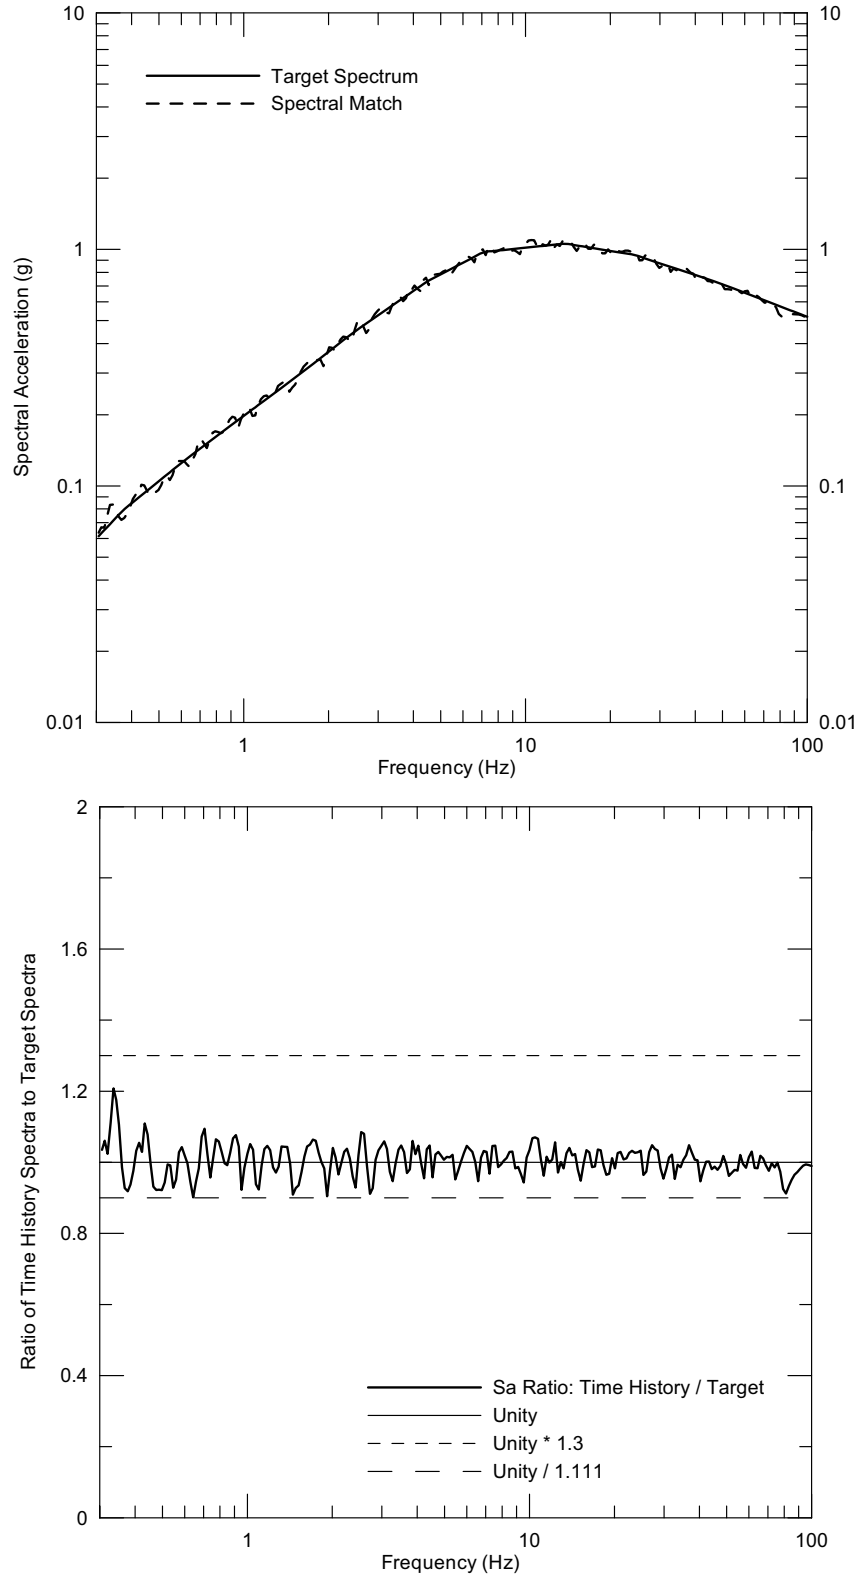 10
10
Target Spectrum
Spectral Match
1
1
Spectral Acceleration (g)
0.1
0.1
0.01
0.01
1
10
100
Frequency (Hz)
2
1.6
1.2
0.8
0.4
0
Ratio of Time History Spectra to Target Spectra
Sa Ratio: Time History / Target
Unity
Unity * 1.3
Unity / 1.111
1
10
100
Frequency (Hz)